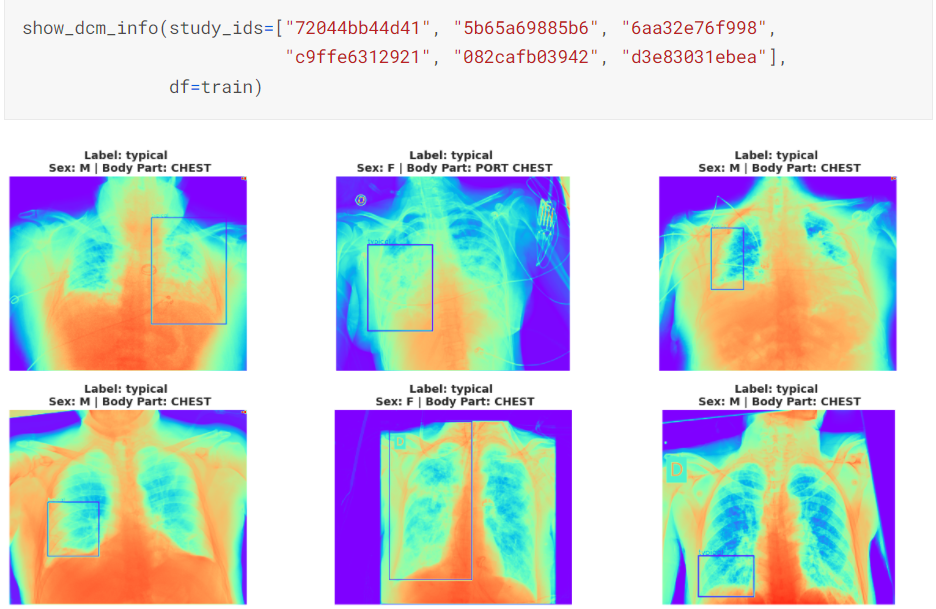 show_dcm_info(study_ids=["72044bb44d41", "5b65a69885b6", "6aa32e76f998",
"c9ffe6312921", "082cafb03942", "d3e83031ebea"],
df=train)
Label: typical
Sex: M | Body Part: CHEST
Label: typical
Sex: F | Body Part: PORT CHEST
Label: typical
Sex: M | Body Part: CHEST
typical
Label: typical
Sex: M | Body Part: CHEST
Label: typical
Sex: F | Body Part: CHEST
Label: typical
Sex: M | Body Part: CHEST
D
D